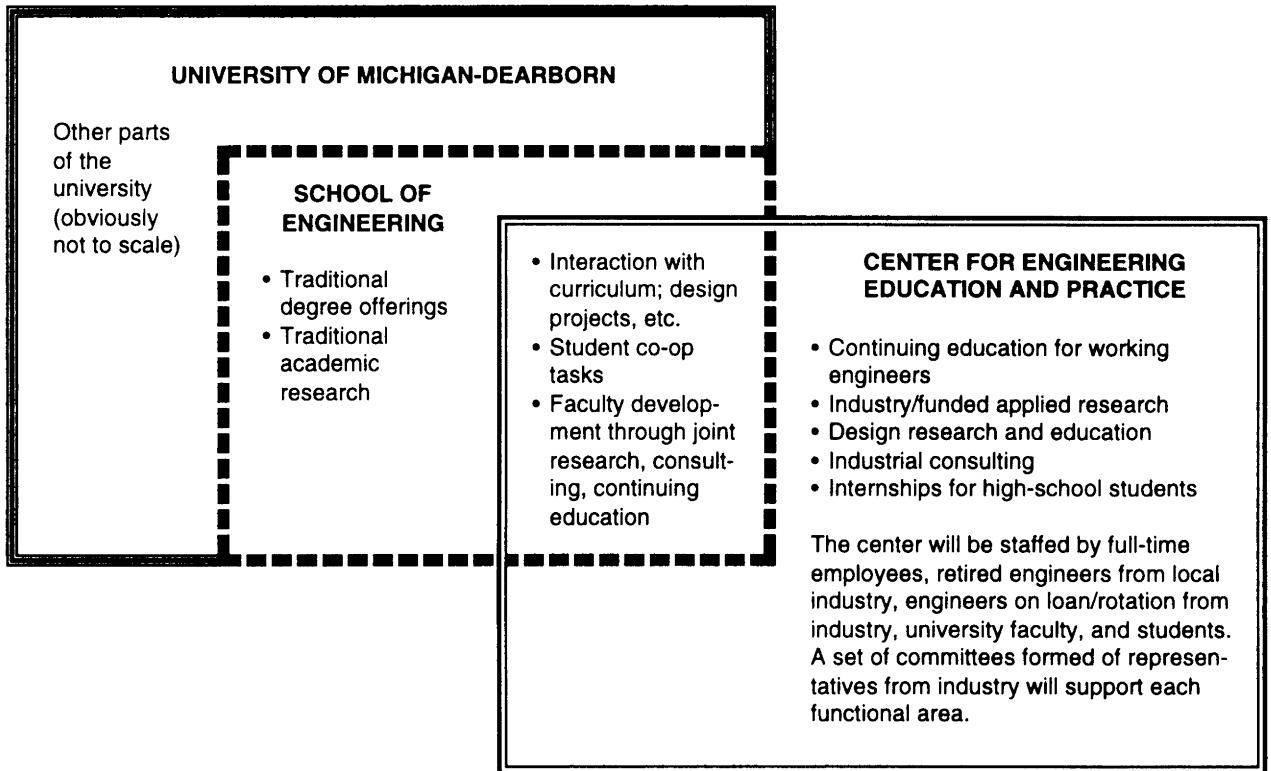 UNIVERSITY OF MICHIGAN-DEARBORN
Other parts
of the
university
(obviously
not to scale)
SCHOOL OF
ENGINEERING
• Traditional
degree offerings
• Traditional
academic
research
• Interaction with
curriculum; design
projects, etc.
• Student co-op
tasks
• Faculty develop-
ment through joint
research, consult-
ing, continuing
education
CENTER FOR ENGINEERING
EDUCATION AND PRACTICE
• Continuing education for working
engineers
• Industry/funded applied research
• Design research and education
• Industrial consulting
• Internships for high-school students
The center will be staffed by full-time
employees, retired engineers from local
industry, engineers on loan/rotation from
industry, university faculty, and students.
A set of committees formed of represen-
tatives from industry will support each
functional area.